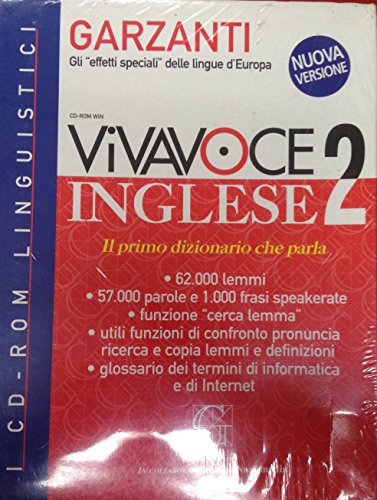 GARZANTI
Gli "effetti speciali" delle lingue d'Europa
NUOVA
VERSIONE
CD-ROM WIN
ViVAVOCE 2
INGLESE
Il primo dizionario che parla
• 62.000 lemmi
• 57.000 parole e 1.000 frasi speakerate
• funzione "cerca lemma"
• utili funzioni di confronto pronuncia
ricerca e copia lemmi e definizioni
• glossario dei termini di informatica
e di Internet
G
IN
I CD-ROM LINGUISTICI